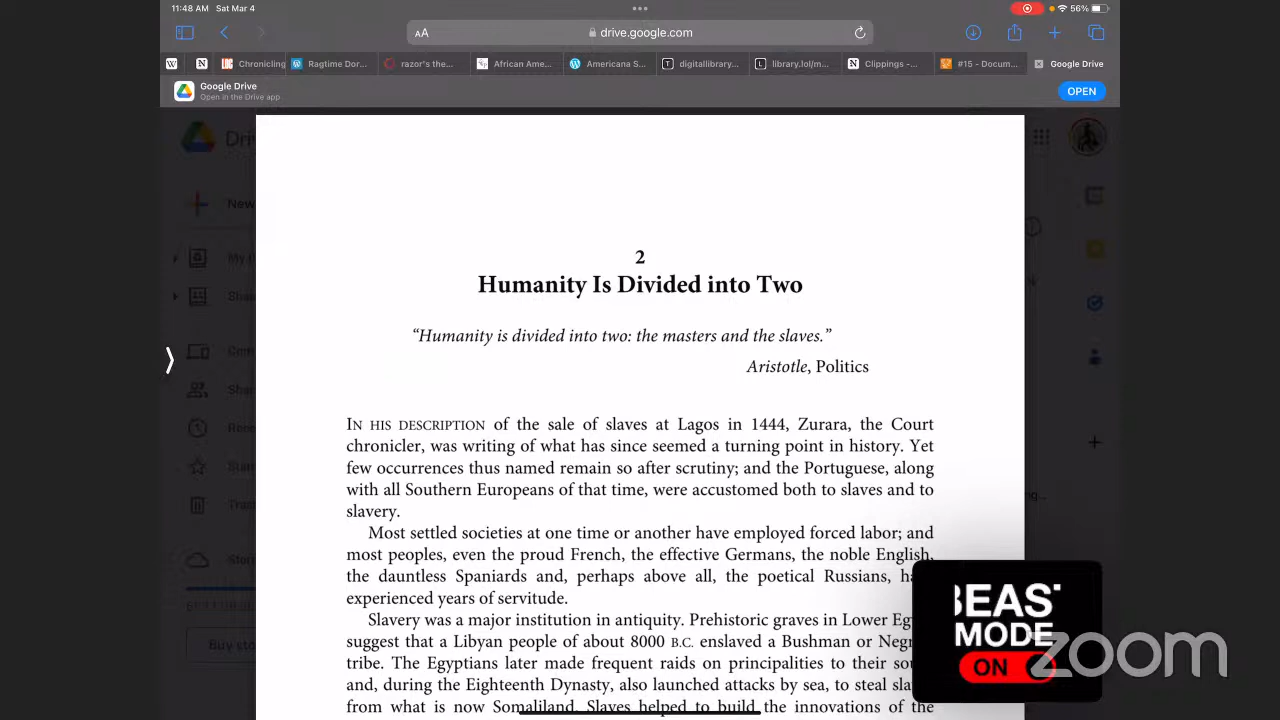 11:48 AM Sat Mar 4
56%
AA
drive.google.com
Chronicling
Ragtime Dor...
razor's the...
African Ame...
Americana S...
digitallibrary...
library.lol/m...
Clippings -...
#15 - Docum...
Google Drive
Google Drive
Open in the Drive app
OPEN
New
2
Humanity Is Divided into Two
“Humanity is divided into two: the masters and the slaves.”
Aristotle, Politics
IN HIS DESCRIPTION of the sale of slaves at Lagos in 1444, Zurara, the Court
chronicler, was writing of what has since seemed a turning point in history. Yet
few occurrences thus named remain so after scrutiny; and the Portuguese, along
with all Southern Europeans of that time, were accustomed both to slaves and to
slavery.
Most settled societies at one time or another have employed forced labor; and
most peoples, even the proud French, the effective Germans, the noble English,
the dauntless Spaniards and, perhaps above all, the poetical Russians,
experienced years of servitude.
Slavery was a major institution in antiquity. Prehistoric graves in Lower
suggest that a Libyan people of about 8000 B.C. enslaved a Bushman or
tribe. The Egyptians later made frequent raids on principalities to their
and, during the Eighteenth Dynasty, also launched attacks by sea, to steal
from what is now Somaliland. Slaves helped to build the innovations of the
MODE
ON
zoom